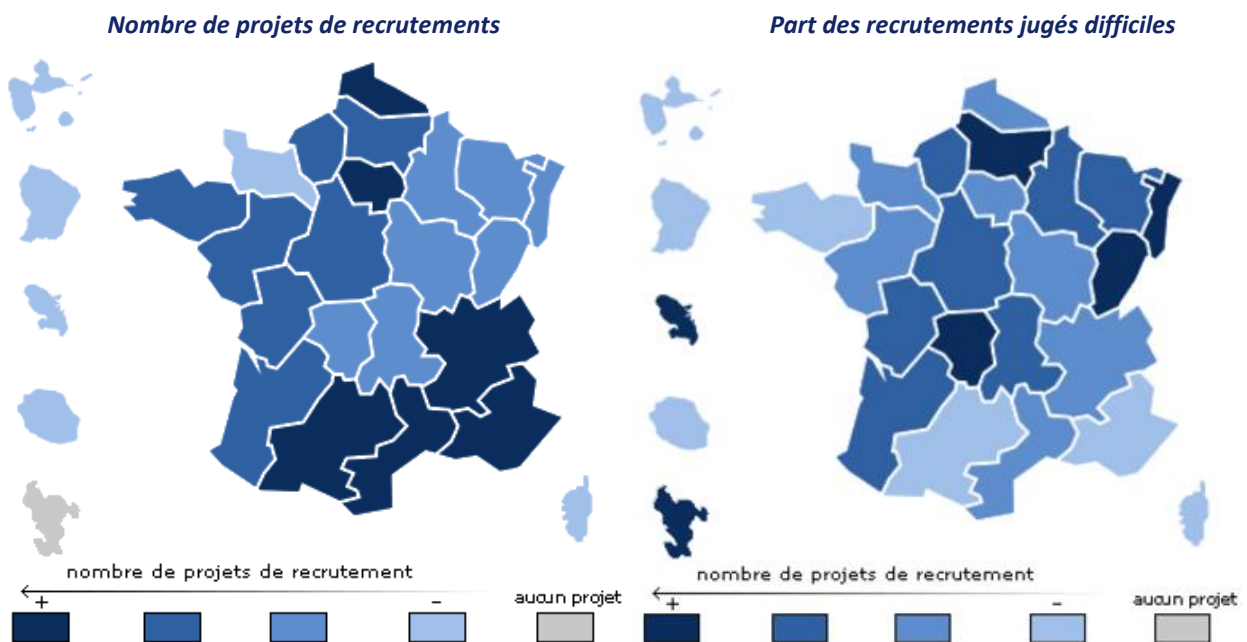 Nombre de projets de recrutements
Part des recrutements jugés difficiles
nombre de projets de recrutement
+ - aucun projet
nombre de projets de recrutement
+ - aucun projet